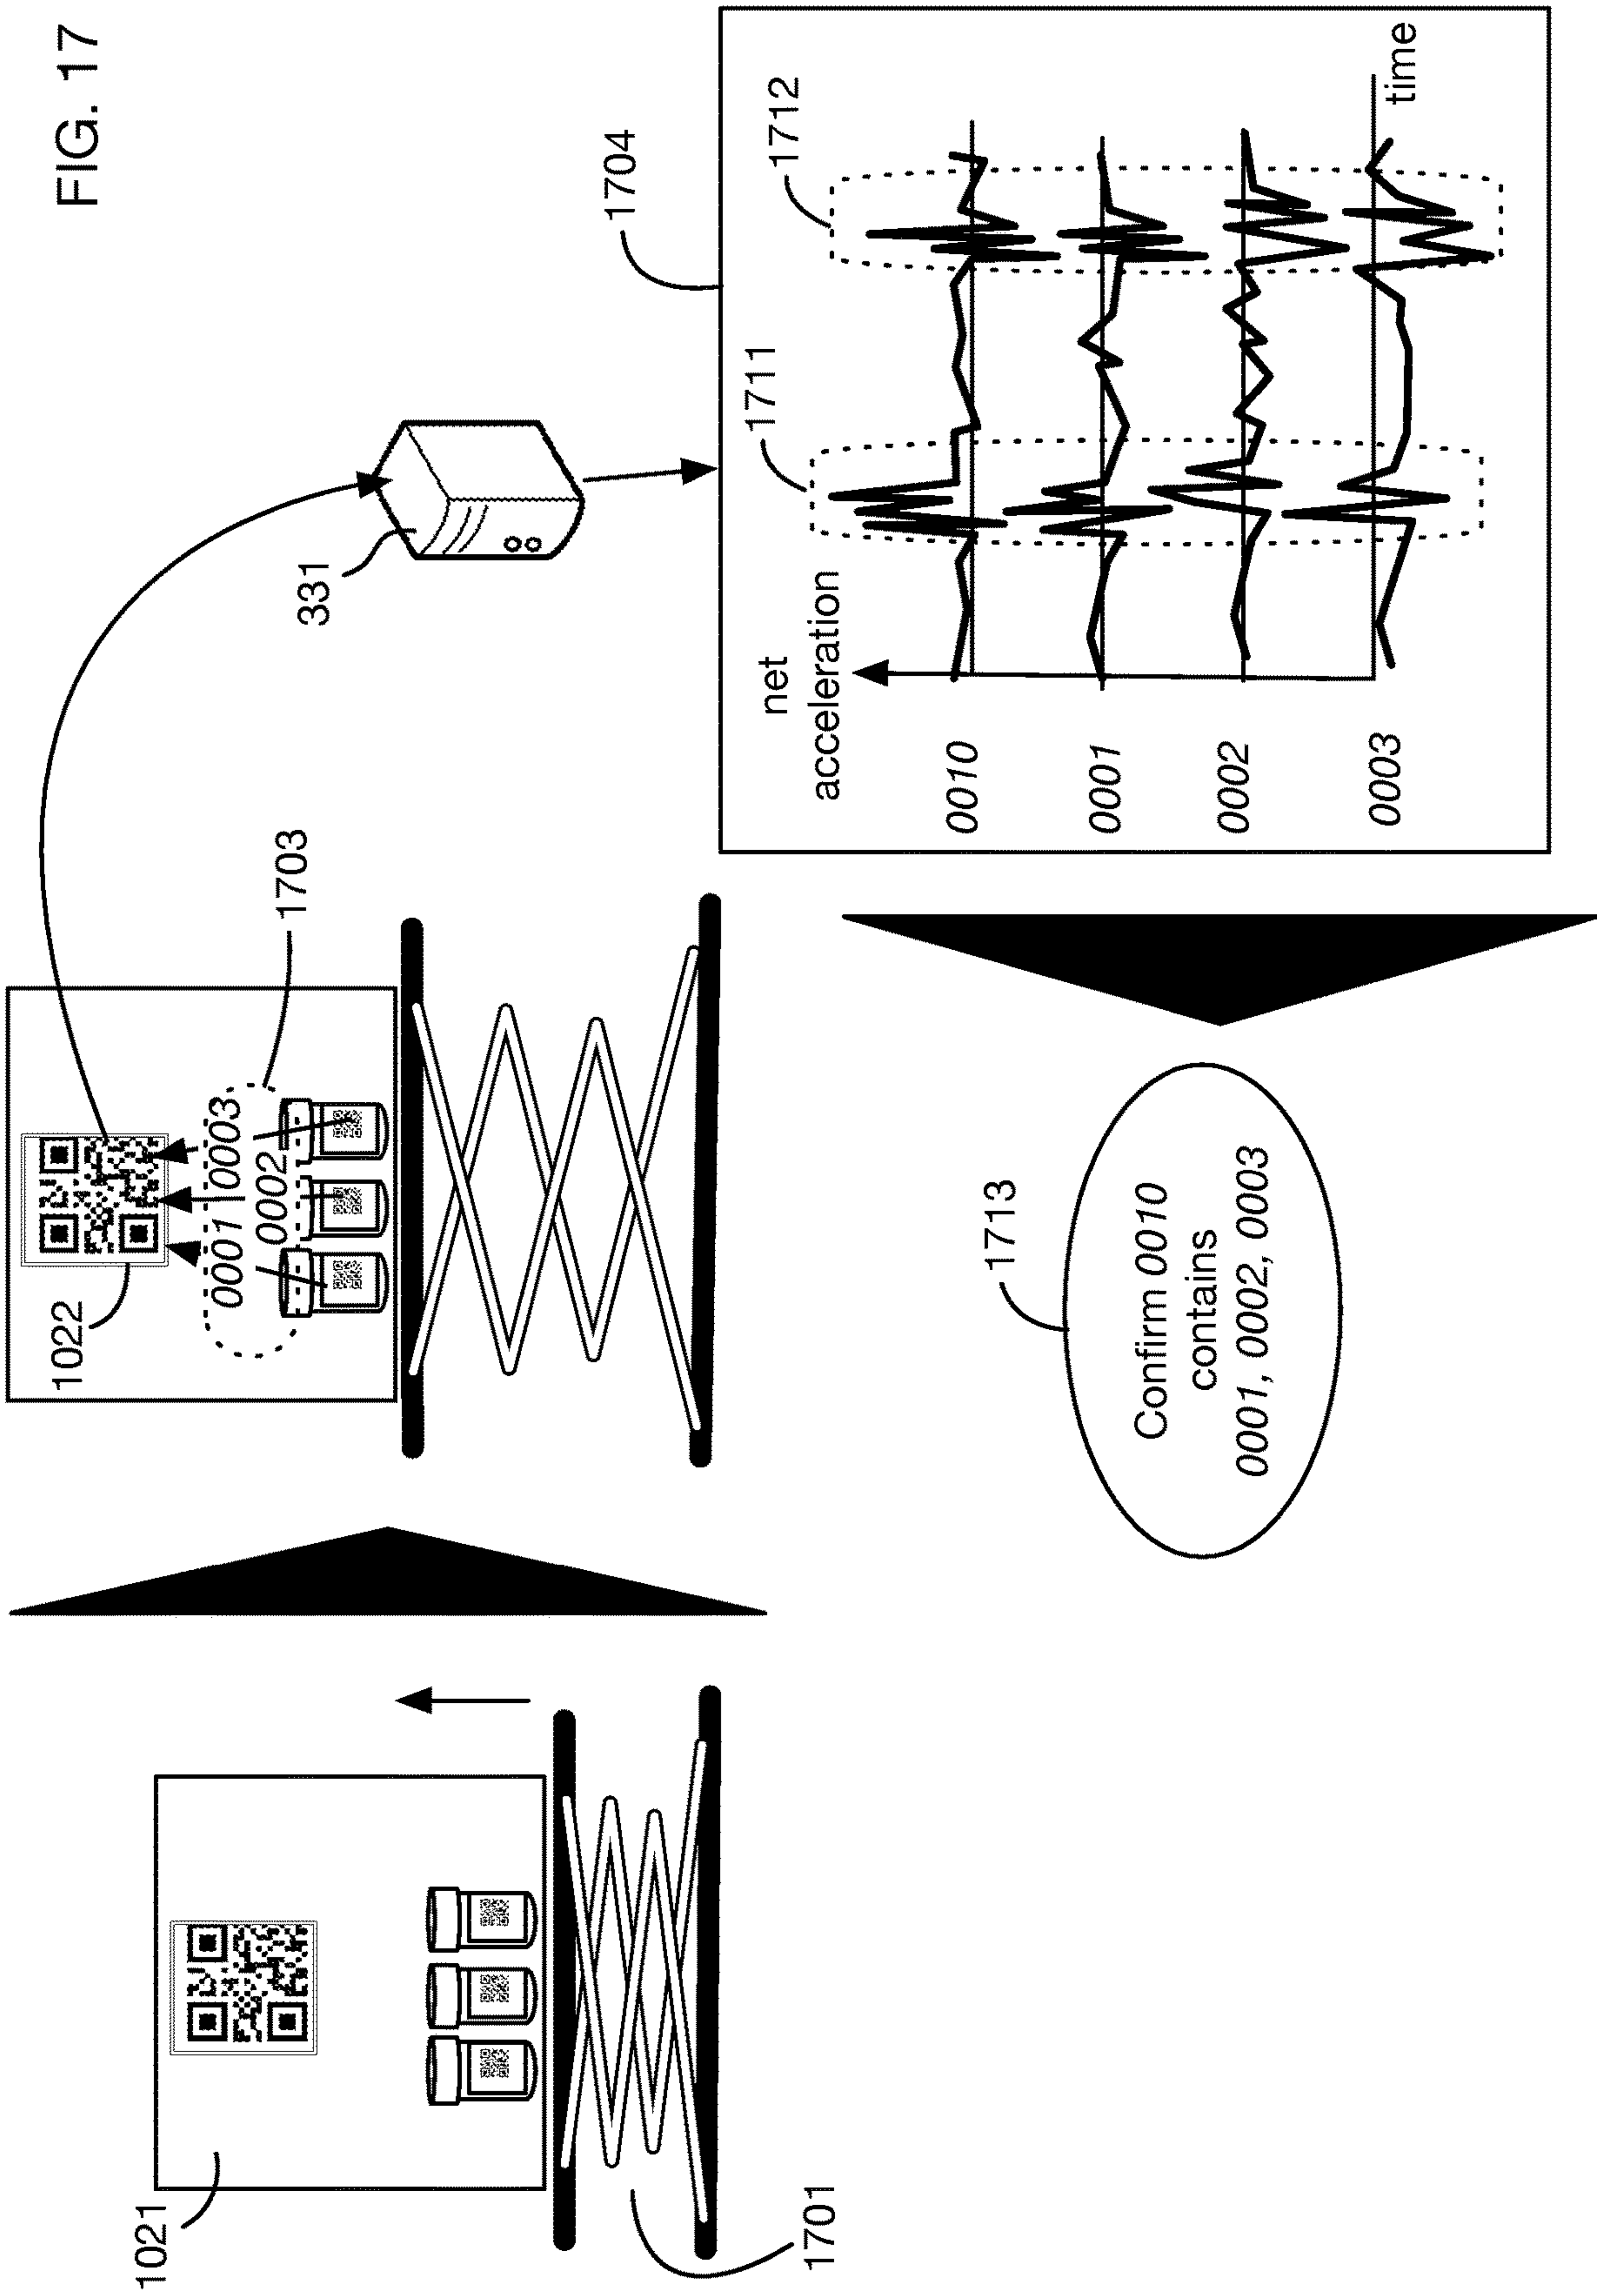 FIG. 17
1021
1701
1022
0001
0002
0003
1703
331
1704
net
acceleration
1711
1712
0010
0001
0002
0003
time
1713
Confirm 0010
contains
0001, 0002, 0003